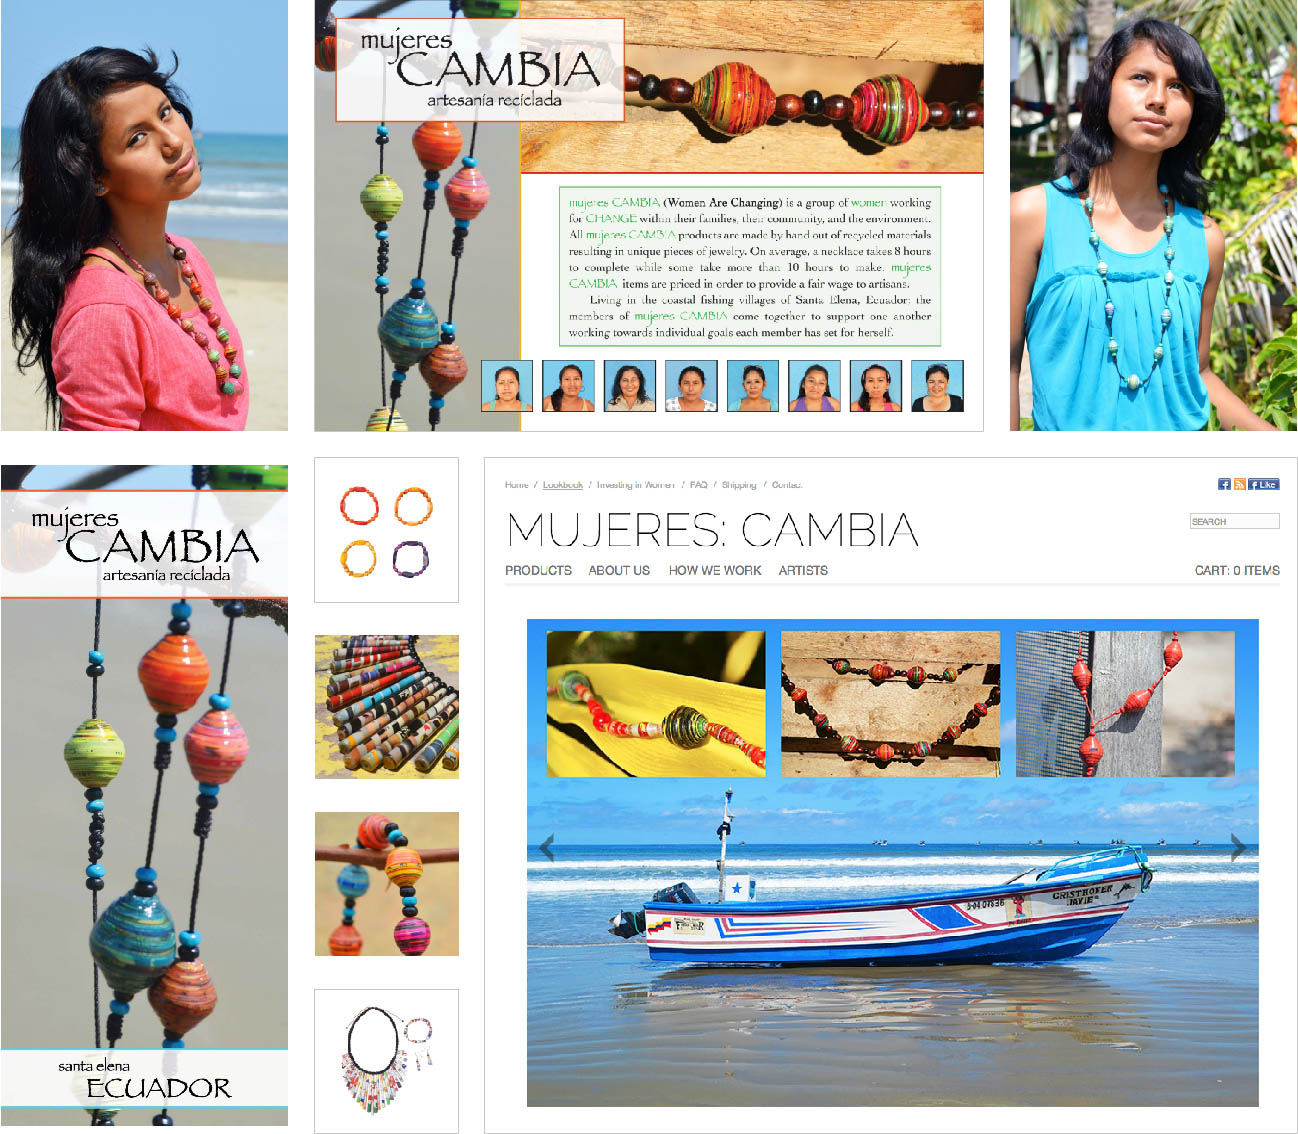 mujeres
CAMBIA
artesanía reciclada
mujeres CAMBIA (Women Are Changing) is a group of women working
for CHANGE within their families, their community, and the environment.
All mujeres CAMBIA products are made by hand out of recycled materials
resulting in unique pieces of jewelry. On average, a necklace takes 8 hours
to complete while some take more than 10 hours to make. mujeres
CAMBIA items are priced in order to provide a fair wage to artisans.
Living in the coastal fishing villages of Santa Elena, Ecuador: the
members of mujeres CAMBIA come together to support one another
working towards individual goals each member has set for herself.
mujeres
CAMBIA
artesanía reciclada
santa elena
ECUADOR
Home / Lookbook / Investing in Women / FAQ / Shipping / Contact
Like
MUJERES: CAMBIA
SEARCH
PRODUCTS ABOUT US HOW WE WORK ARTISTS
CART: 0 ITEMS
CRISTHOFER
JAVIER